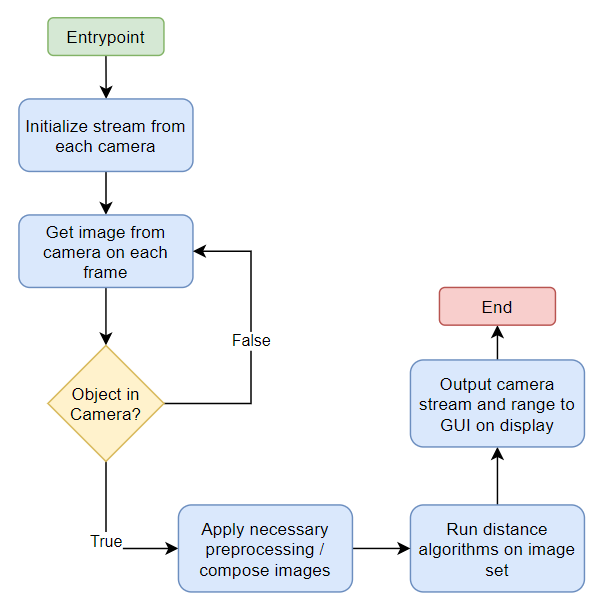 Entrypoint
Initialize stream from
each camera
Get image from
camera on each
frame
False
Object in
Camera?
True
Apply necessary
preprocessing /
compose images
Run distance
algorithms on image
set
Output camera
stream and range to
GUI on display
End